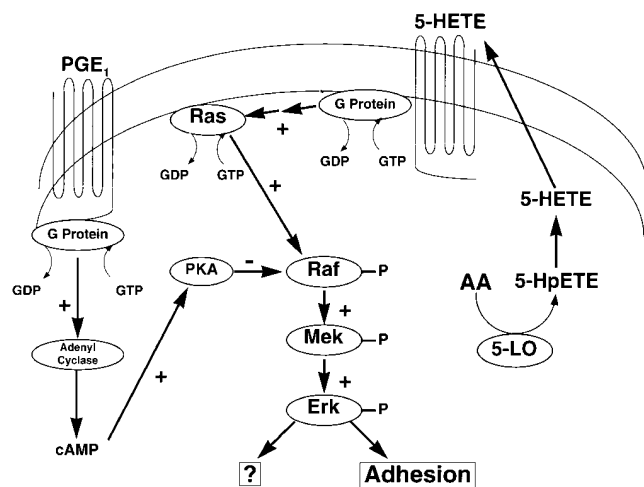 5-HETE
PGE1
G Protein
Ras
+
GDP
GTP
GDP
GTP
+
5-HETE
G Protein
PKA
-
Raf
P
AA
5-HpETE
GDP
GTP
+
+
Mek
P
5-LO
Adenyl
Cyclase
+
+
Erk
P
cAMP
?
Adhesion